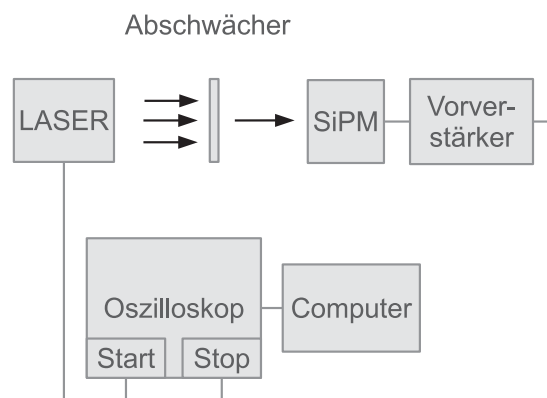 Abschwächer
LASER
SiPM
Vorver-
stärker
Oszilloskop
Computer
Start
Stop